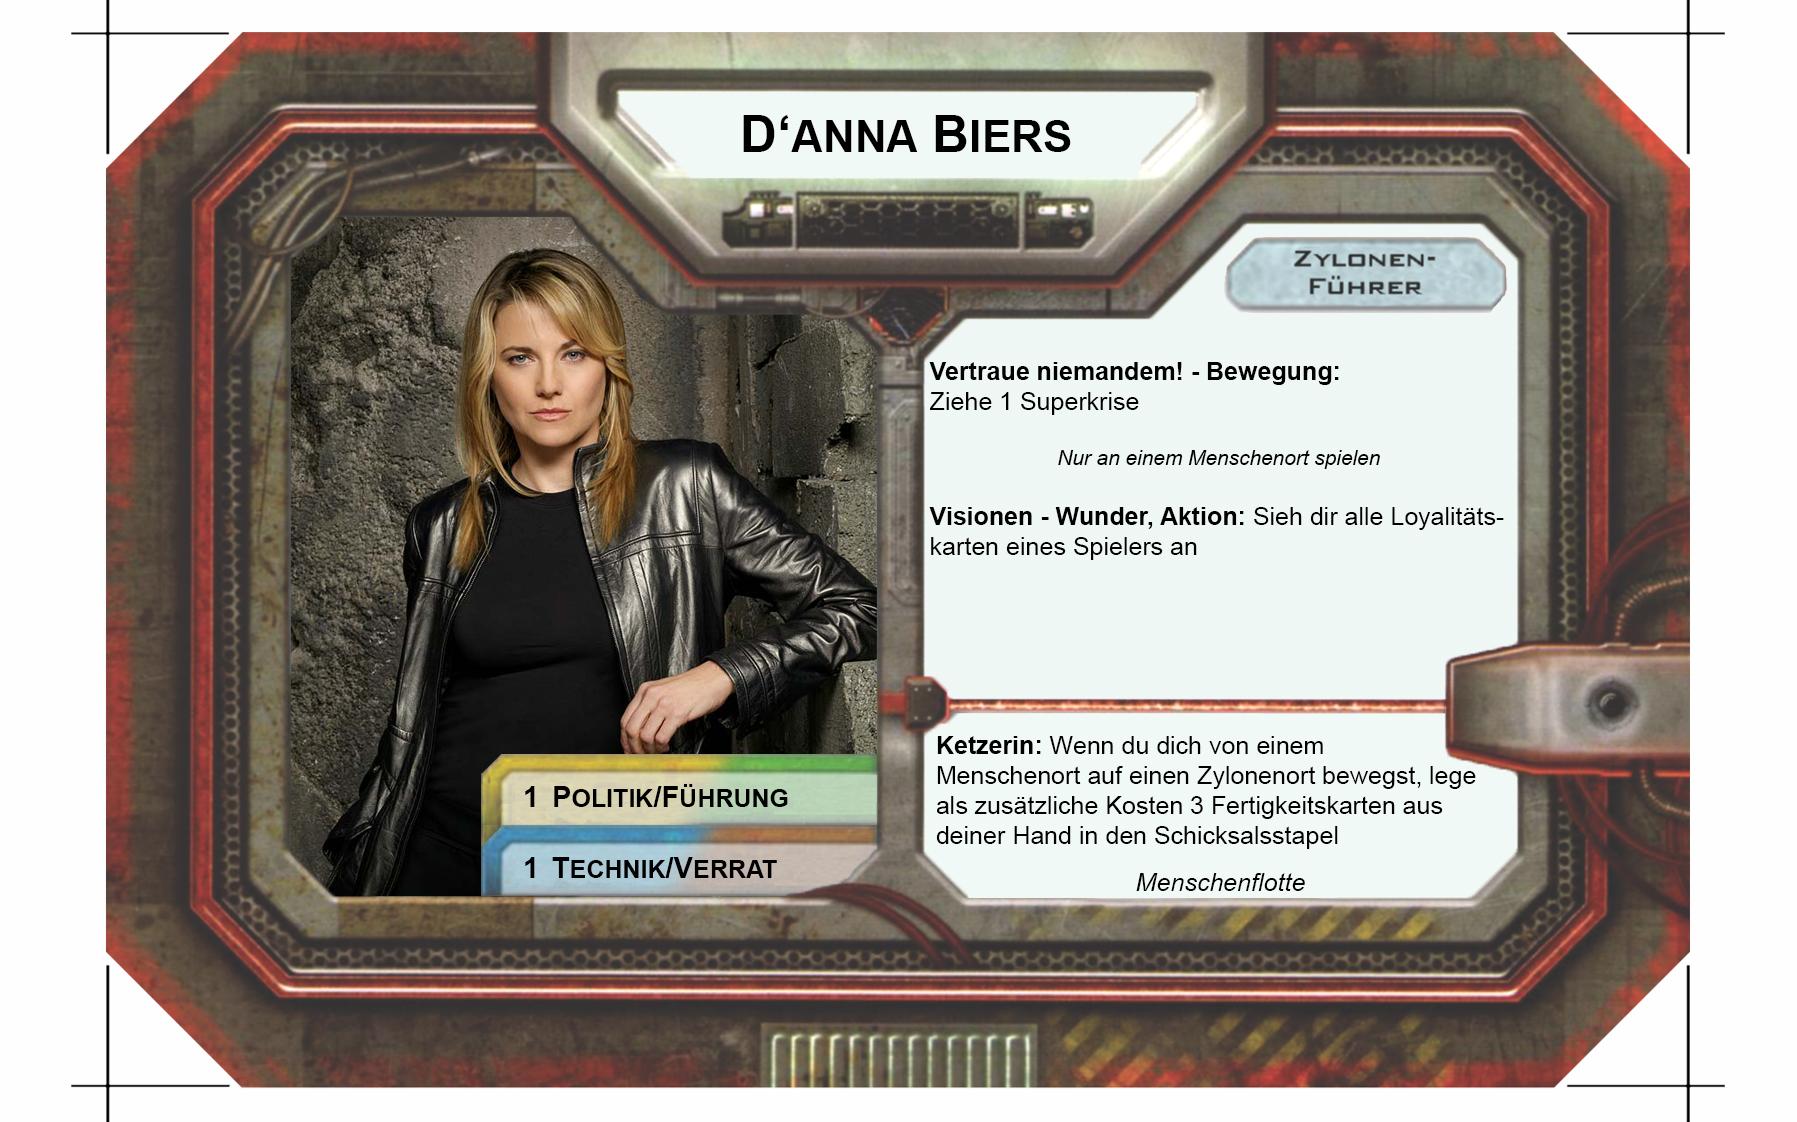 D‘ANNA BIERS
ZYLONEN-
FÜHRER
Vertraue niemandem! - Bewegung:
Ziehe 1 Superkrise
Nur an einem Menschenort spielen
Visionen - Wunder, Aktion: Sieh dir alle Loyalitäts-
karten eines Spielers an
Ketzerin: Wenn du dich von einem
Menschenort auf einen Zylonenort bewegst, lege
als zusätzliche Kosten 3 Fertigkeitskarten aus
deiner Hand in den Schicksalsstapel
Menschenflotte
1 POLITIK/FÜHRUNG
1 TECHNIK/VERRAT